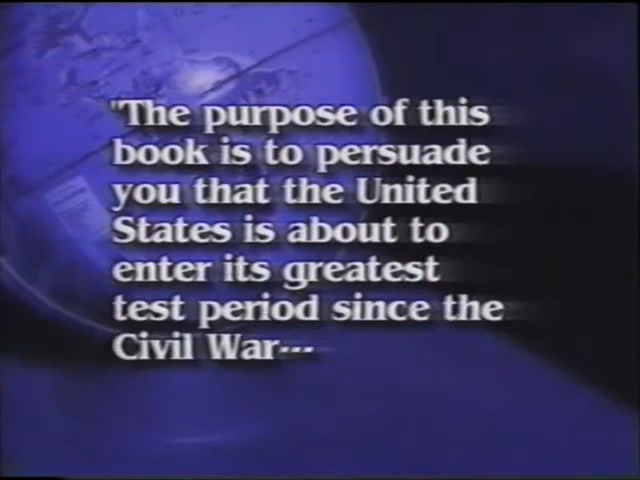 "The purpose of this
book is to persuade
you that the United
States is about to
enter its greatest
test period since the
Civil War---